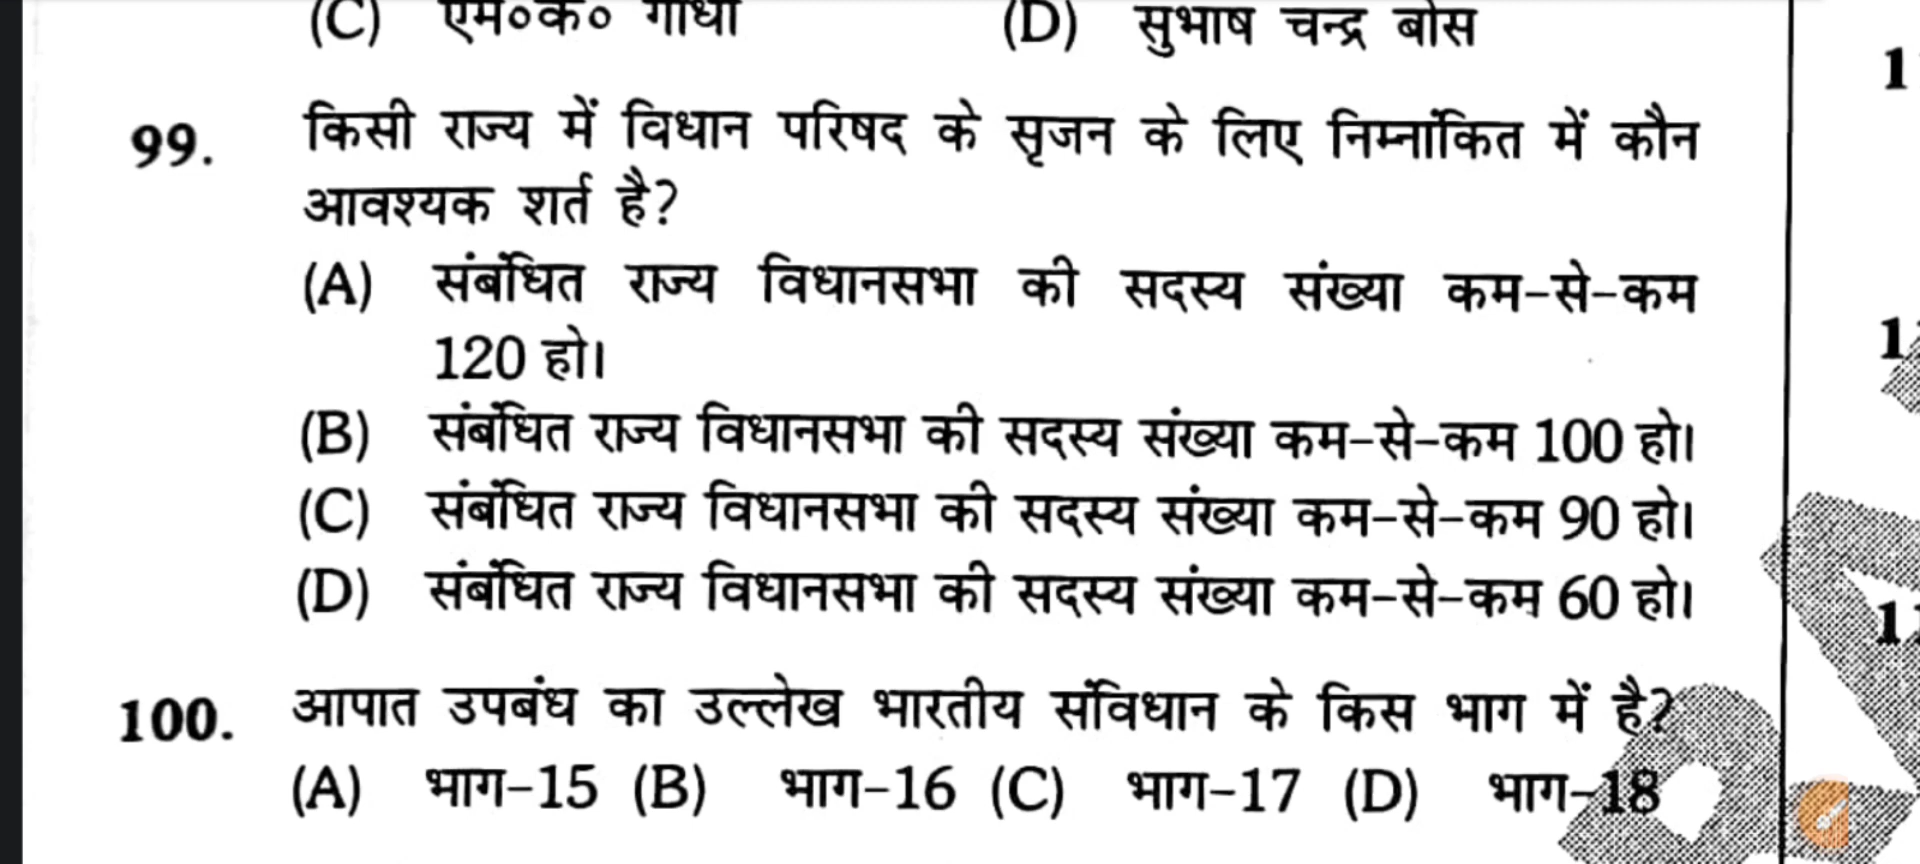 (C) एम०के० गांधी (D) सुभाष चन्द्र बोस
99. किसी राज्य में विधान परिषद के सृजन के लिए निम्नांकित में कौन
आवश्यक शर्त है?
(A) संबंधित राज्य विधानसभा की सदस्य संख्या कम-से-कम
120 हो।
(B) संबंधित राज्य विधानसभा की सदस्य संख्या कम-से-कम 100 हो।
(C) संबंधित राज्य विधानसभा की सदस्य संख्या कम-से-कम 90 हो।
(D) संबंधित राज्य विधानसभा की सदस्य संख्या कम-से-कम 60 हो।
100. आपात उपबंध का उल्लेख भारतीय संविधान के किस भाग में है?
(A) भाग-15 (B) भाग-16 (C) भाग-17 (D) भाग-18